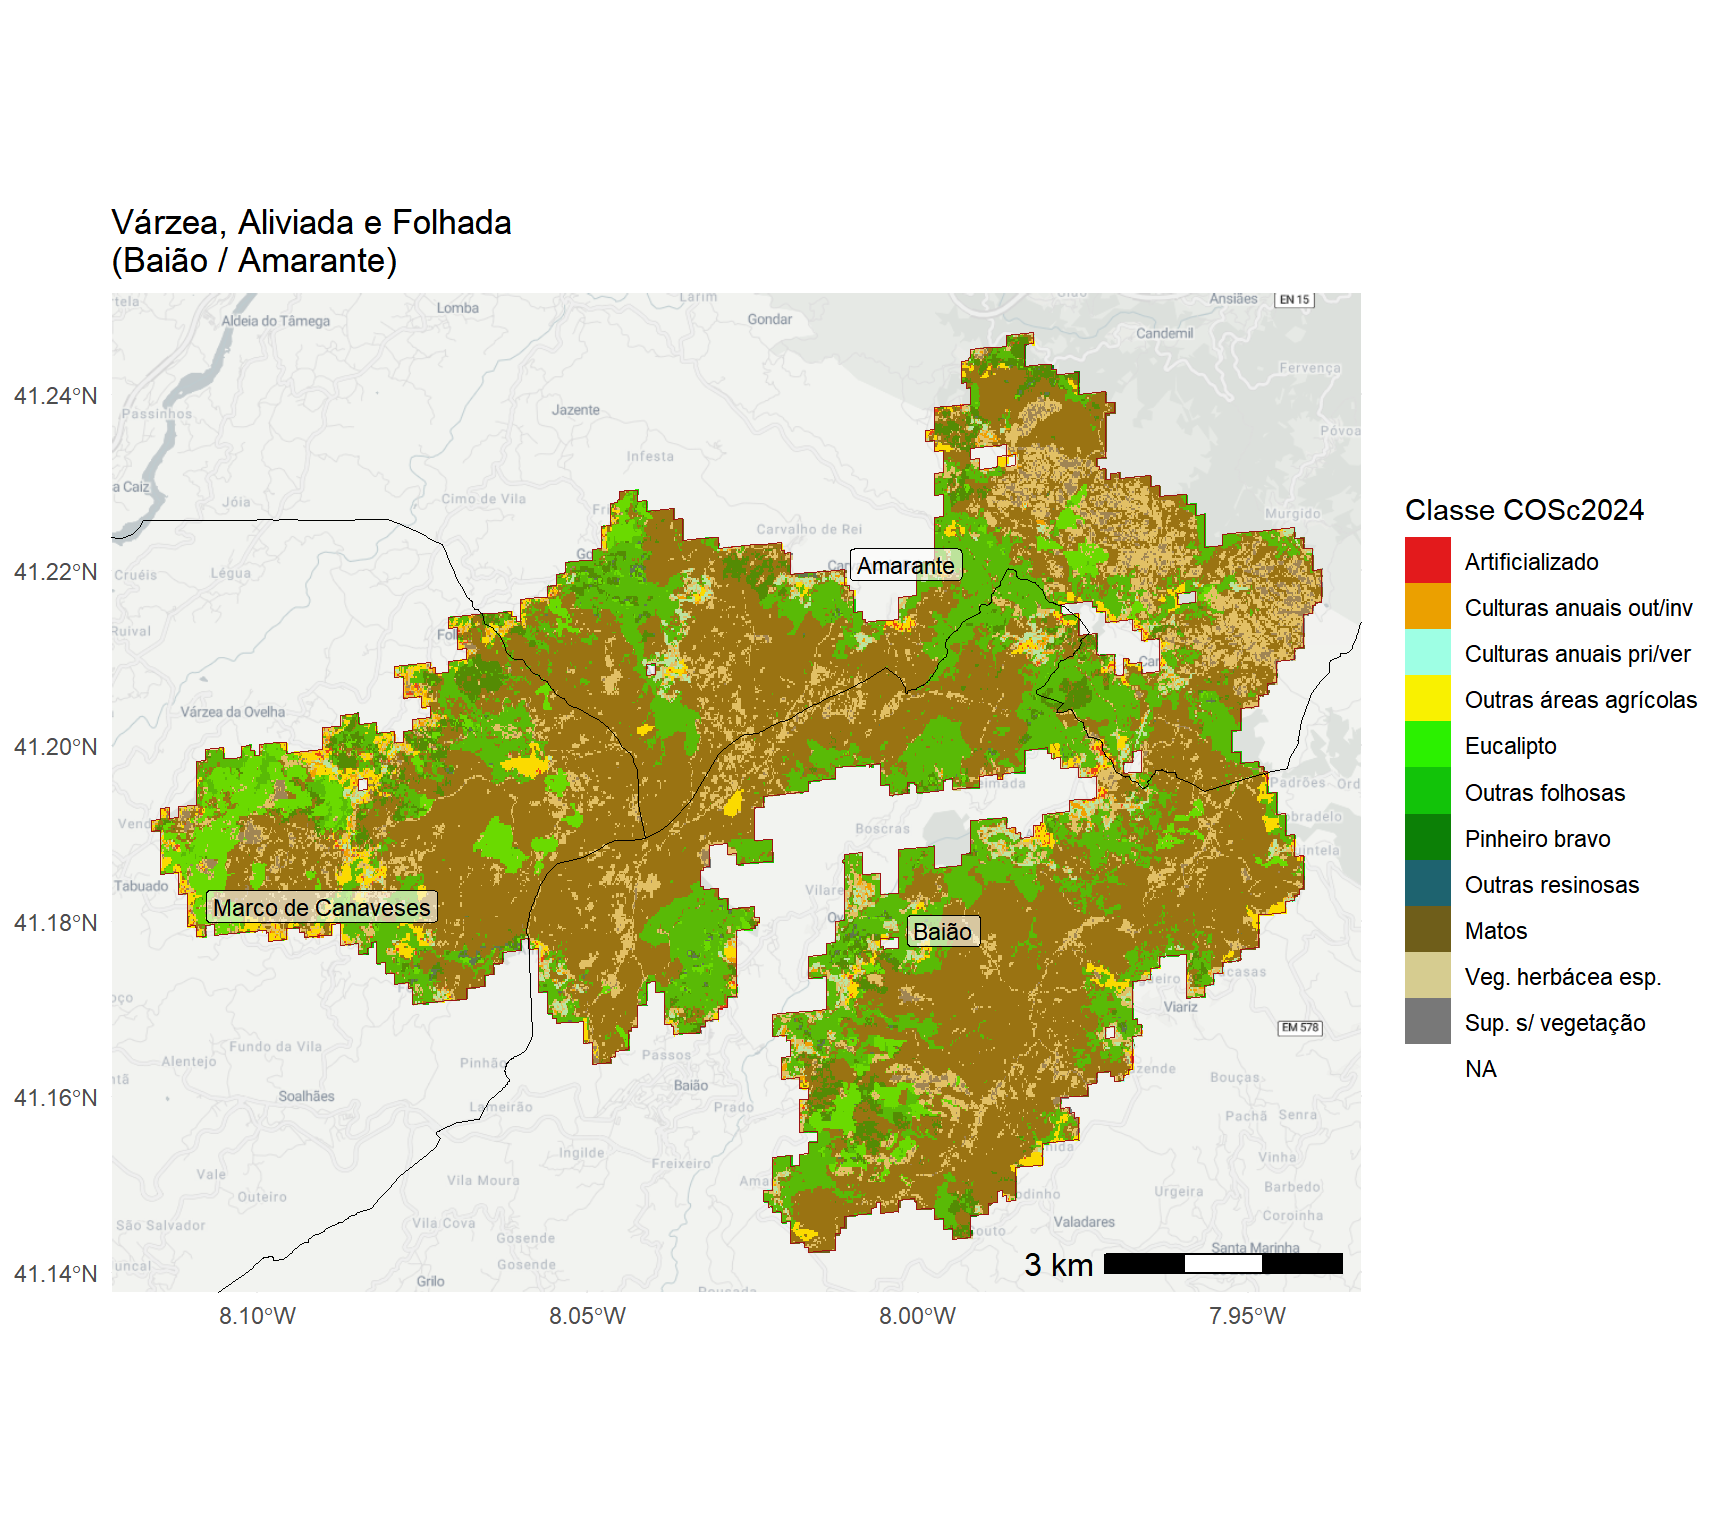 Várzea, Aliviada e Folhada
(Baião / Amarante)
Larim
Ansiães
EN 15
Aldeia do Tâmega
Lomba
Gondar
Candemil
Fervença
41.24°N
Passinhos
Jazente
Infesta
a Caiz
Jóia
Cimo de Vila
Carvalho de Rei
Murgido
Classe COSc2024
Artificializado
Culturas anuais out/inv
Culturas anuais pri/ver
Outras áreas agrícolas
Eucalipto
Outras folhosas
Pinheiro bravo
Outras resinosas
Matos
Veg. herbácea esp.
Sup. s/ vegetação
NA
41.22°N
Cruéis
Légua
Amarante
Ruival
Várzea da Ovelha
41.20°N
Padrões
Boscras
Tabuado
Marco de Canaveses
41.18°N
Baião
Viariz
EM 578
Fundo da Vila
Alentejo
Pinhão
Passos
Baião
Soalhães
Lameirão
Prado
Bouças
Pachã
Senra
41.16°N
Ingilde
Freixeiro
Vale
Vila Moura
Vinha
Outeiro
Urgeira
Barbedo
São Salvador
Vila Cova
Gosende
Valadares
Coroinha
Gosende
Santa Marinha
Grilo
3 km
41.14°N
8.10°W
8.05°W
8.00°W
7.95°W